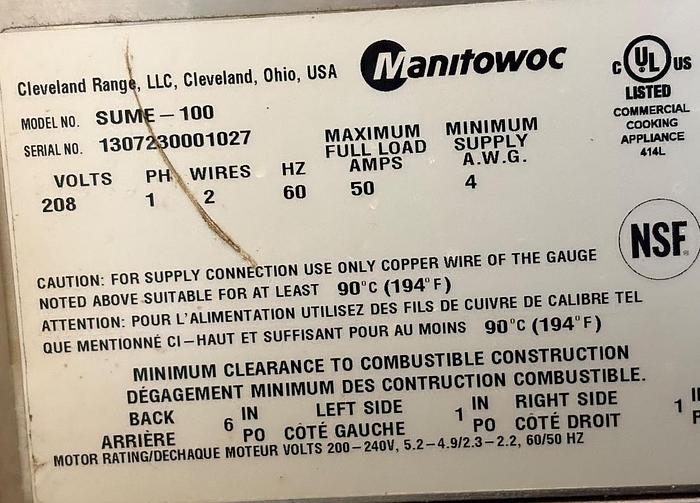 Cleveland Range, LLC, Cleveland, Ohio, USA
Manitowoc
C UL US
LISTED
COMMERCIAL
COOKING
APPLIANCE
414L
MODEL NO. SUME-100
SERIAL NO. 1307230001027
VOLTS PH WIRES HZ MAXIMUM FULL LOAD AMPS MINIMUM SUPPLY A.W.G.
208 1 2 60 50 4
NSF
CAUTION: FOR SUPPLY CONNECTION USE ONLY COPPER WIRE OF THE GAUGE
NOTED ABOVE SUITABLE FOR AT LEAST 90°C (194°F)
ATTENTION: POUR L'ALIMENTATION UTILISEZ DES FILS DE CUIVRE DE CALIBRE TEL
QUE MENTIONNÉ CI-HAUT ET SUFFISANT POUR AU MOINS 90°C (194°F)
MINIMUM CLEARANCE TO COMBUSTIBLE CONSTRUCTION
DÉGAGEMENT MINIMUM DES CONTRUCTION COMBUSTIBLE.
BACK 6 IN LEFT SIDE 1 IN RIGHT SIDE 1
ARRIÈRE PO CÔTÉ GAUCHE PO CÔTÉ DROIT
MOTOR RATING/DECHAQUE MOTEUR VOLTS 200-240V, 5.2-4.9/2.3-2.2, 60/50 HZ